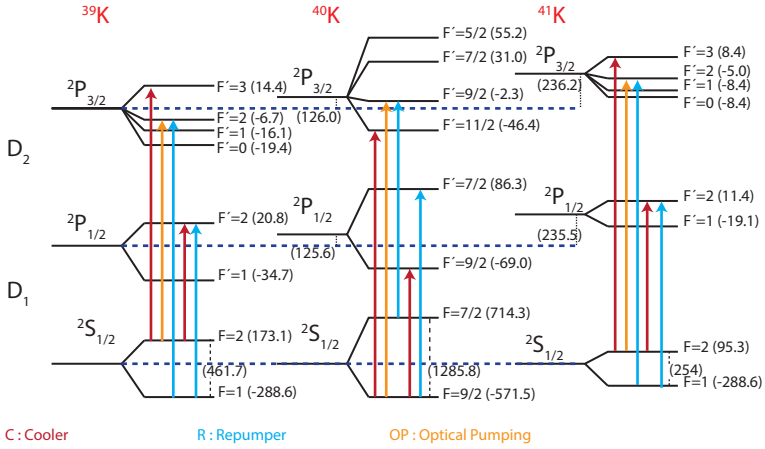 ³⁹K
⁴⁰K
⁴¹K
²P₃/₂
F´=3 (14.4)
F´=2 (-6.7)
F´=1 (-16.1)
F´=0 (-19.4)
D₂
²P₁/₂
F´=2 (20.8)
F´=1 (-34.7)
D₁
²S₁/₂
F=2 (173.1)
(461.7)
F=1 (-288.6)
F´=5/2 (55.2)
F´=7/2 (31.0)
²P₃/₂
F´=9/2 (-2.3)
(126.0)
F´=11/2 (-46.4)
²P₁/₂
F´=7/2 (86.3)
(125.6)
F´=9/2 (-69.0)
F=7/2 (714.3)
²S₁/₂
(1285.8)
F=9/2 (-571.5)
²P₃/₂
(236.2)
F´=3 (8.4)
F´=2 (-5.0)
F´=1 (-8.4)
F´=0 (-8.4)
²P₁/₂
(235.5)
F´=2 (11.4)
F´=1 (-19.1)
²S₁/₂
F=2 (95.3)
(254)
F=1 (-288.6)
C : Cooler
R : Repumper
OP : Optical Pumping